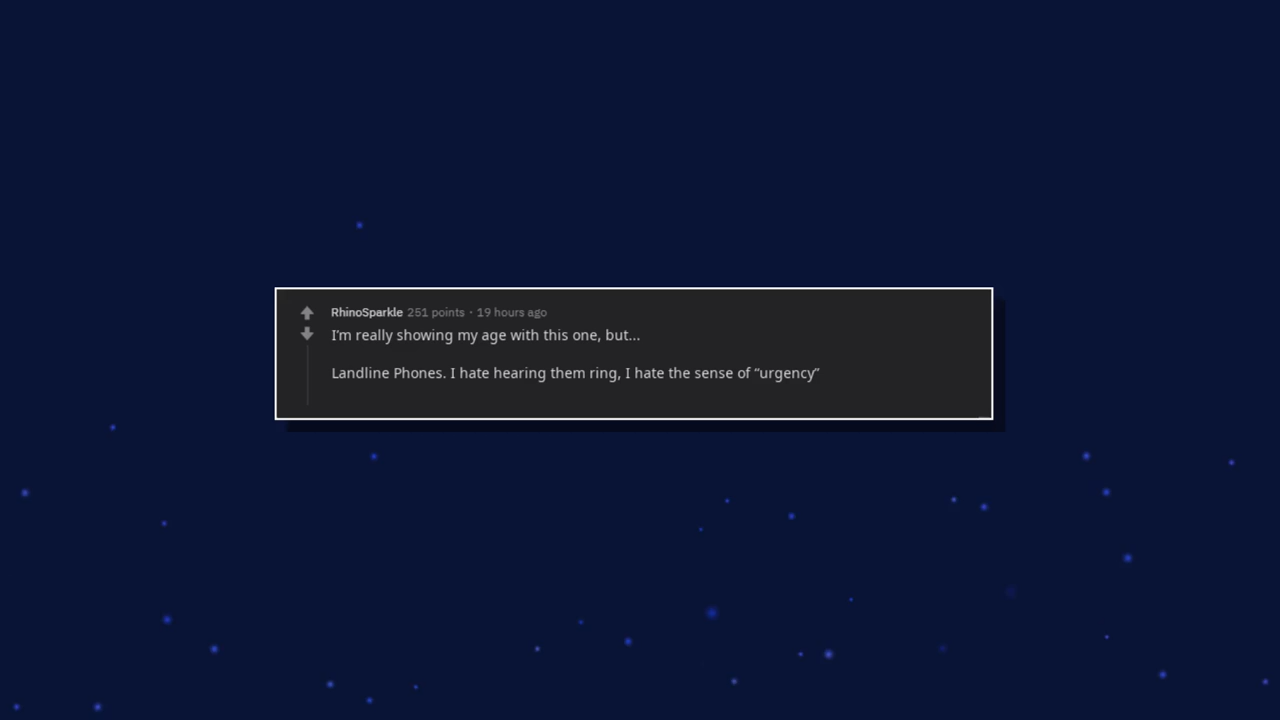 RhinoSparkle 251 points · 19 hours ago
I'm really showing my age with this one, but...
Landline Phones. I hate hearing them ring, I hate the sense of “urgency”